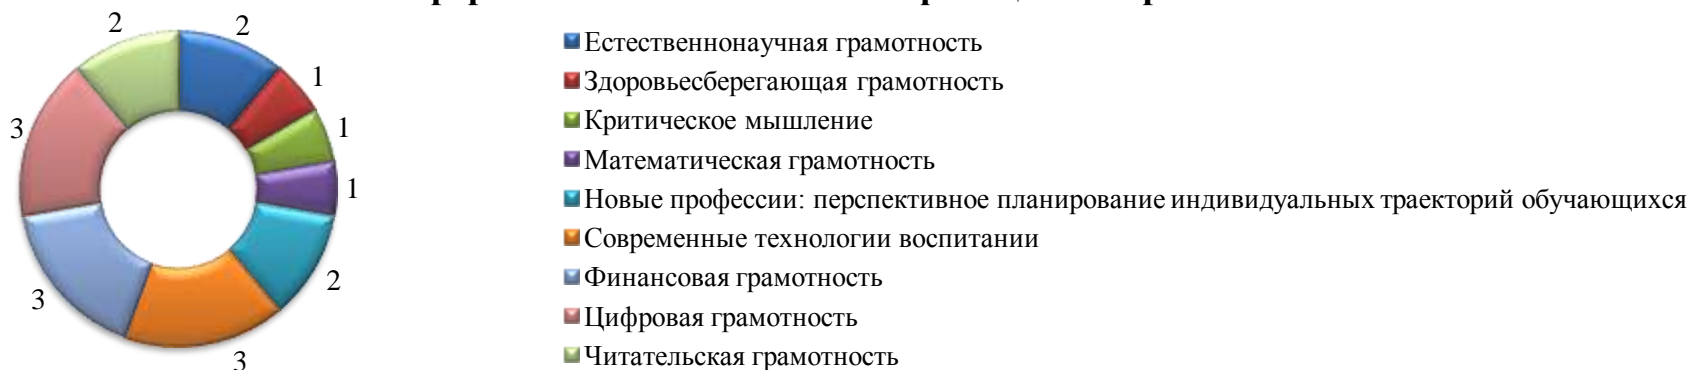 2
2
1
1
1
2
3
3
3
Естественнонаучная грамотность
Здоровьесберегающая грамотность
Критическое мышление
Математическая грамотность
Новые профессии: перспективное планирование индивидуальных траекторий обучающихся
Современные технологии воспитании
Финансовая грамотность
Цифровая грамотность
Читательская грамотность